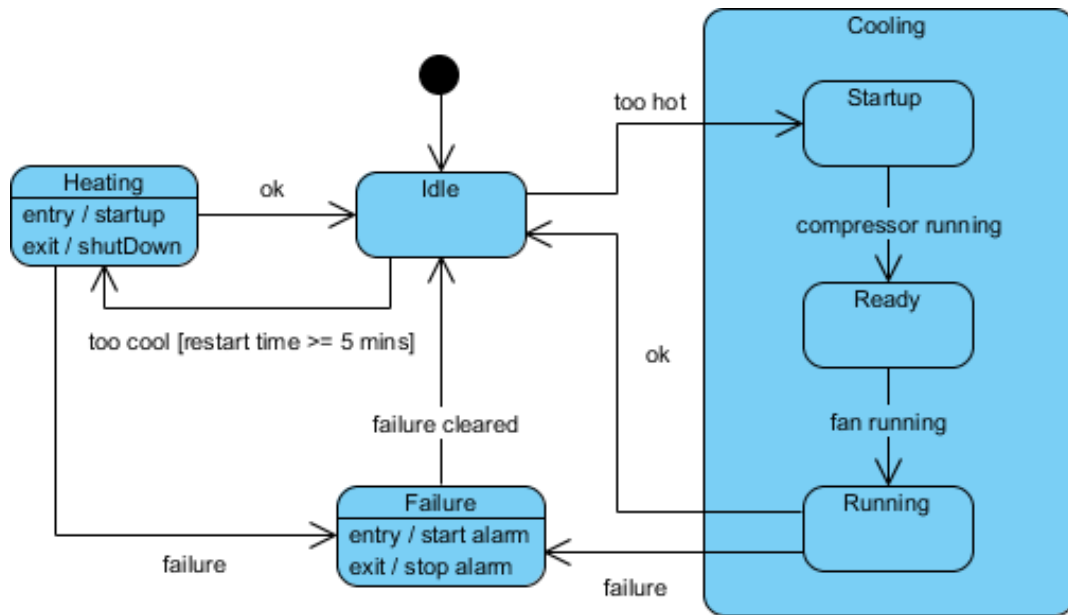 Cooling
Startup
too hot
Heating
entry / startup
exit / shutDown
ok
Idle
compressor running
Ready
too cool [restart time >= 5 mins]
ok
failure cleared
fan running
Failure
entry / start alarm
exit / stop alarm
Running
failure
failure